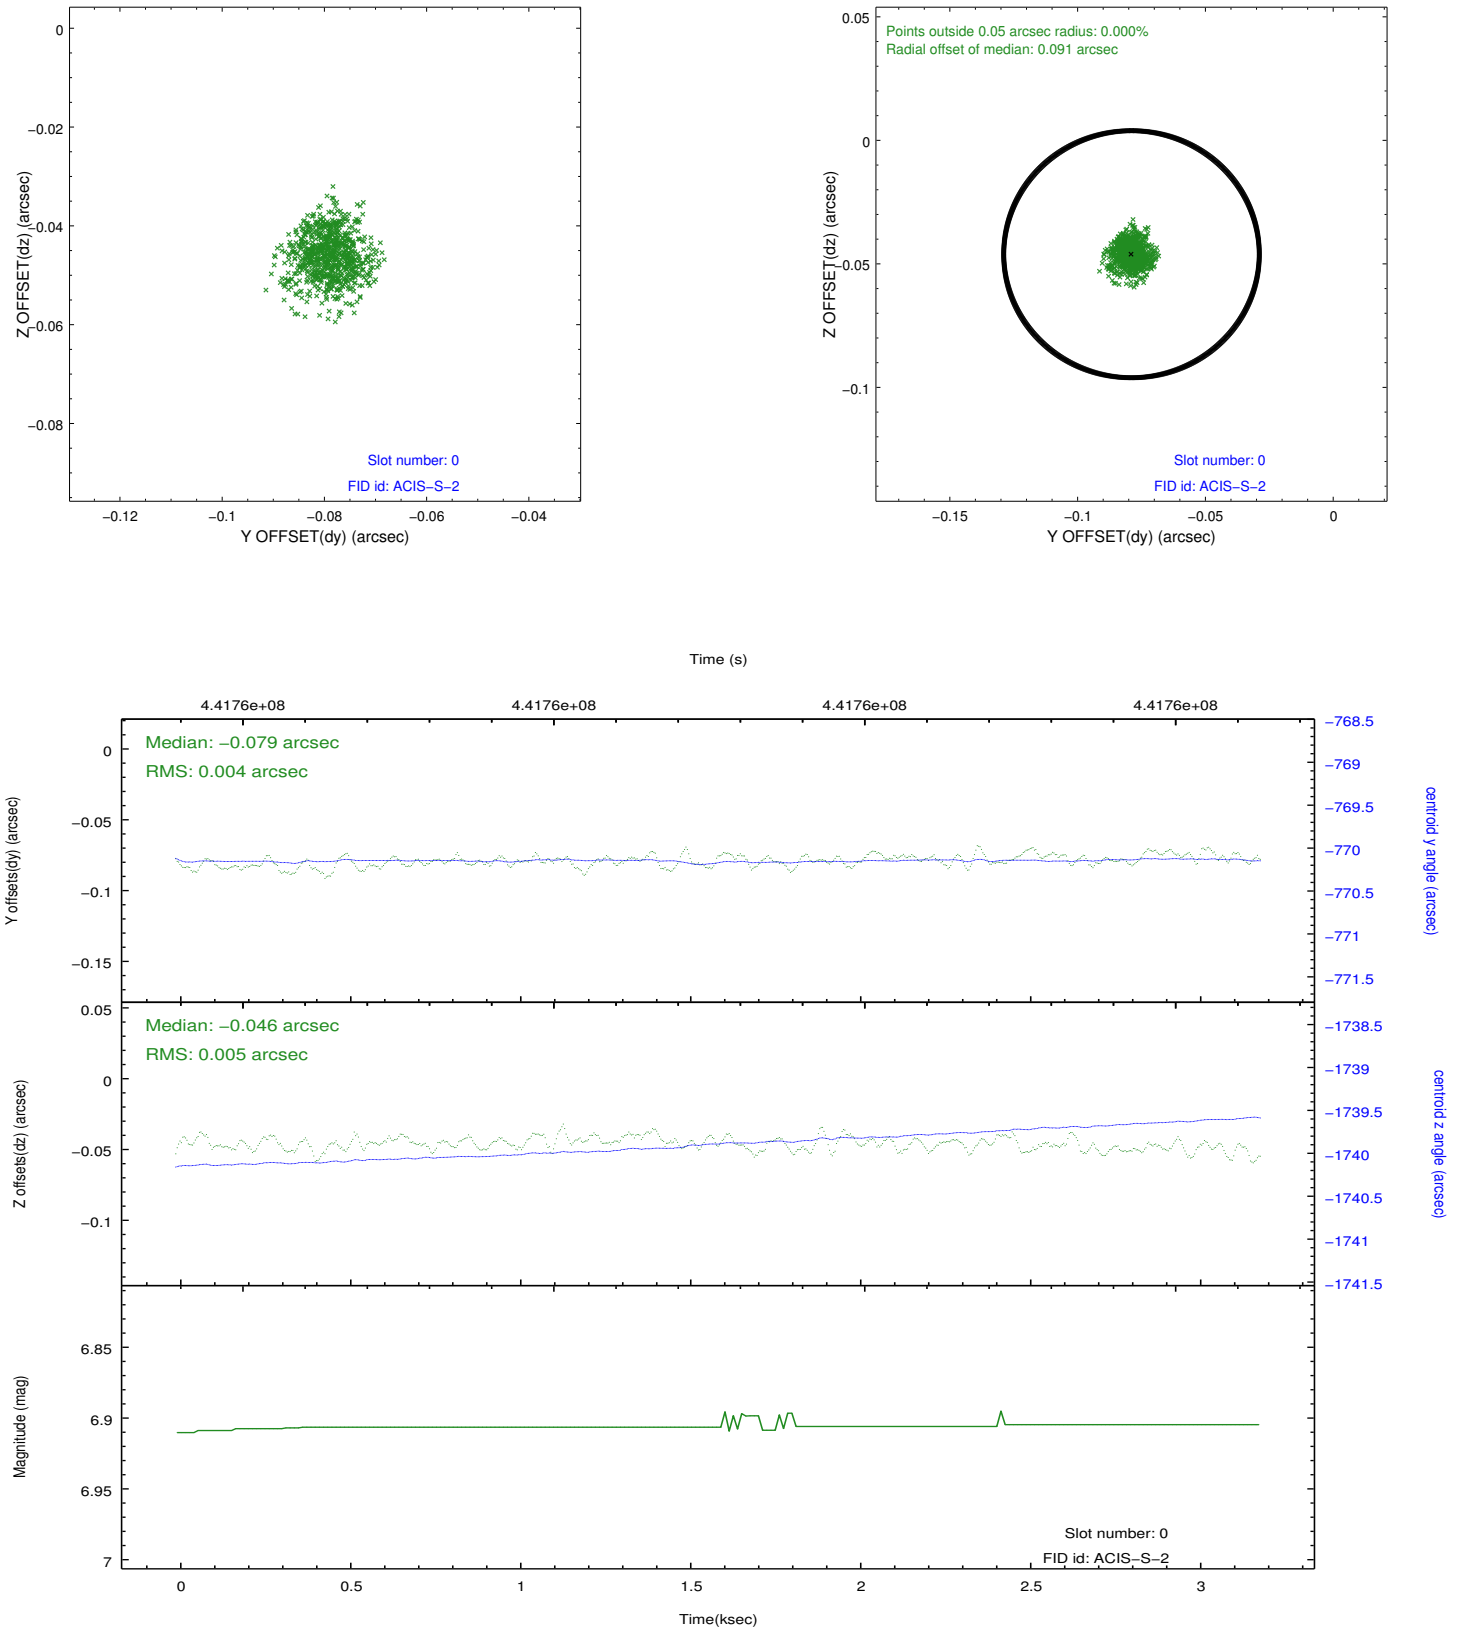 0
−0.02
−0.04
−0.06
−0.08
Z OFFSET(dz) (arcsec)
Slot number: 0
FID id: ACIS−S−2
−0.12
−0.1
−0.08
−0.06
−0.04
Y OFFSET(dy) (arcsec)
0.05
0
−0.05
−0.1
Z OFFSET(dz) (arcsec)
Points outside 0.05 arcsec radius: 0.000%
Radial offset of median: 0.091 arcsec
Slot number: 0
FID id: ACIS−S−2
−0.15
−0.1
−0.05
0
Y OFFSET(dy) (arcsec)
Time (s)
4.4176e+08
4.4176e+08
4.4176e+08
4.4176e+08
Median: −0.079 arcsec
RMS: 0.004 arcsec
0
−0.05
−0.1
−0.15
Y offsets(dy) (arcsec)
−768.5
−769
−769.5
−770
−770.5
−771
−771.5
centroid y angle (arcsec)
Median: −0.046 arcsec
RMS: 0.005 arcsec
0.05
0
−0.05
−0.1
Z offsets(dz) (arcsec)
−1738.5
−1739
−1739.5
−1740
−1740.5
−1741
−1741.5
centroid z angle (arcsec)
6.85
6.9
6.95
7
Magnitude (mag)
Slot number: 0
FID id: ACIS−S−2
0
0.5
1
1.5
2
2.5
3
Time(ksec)